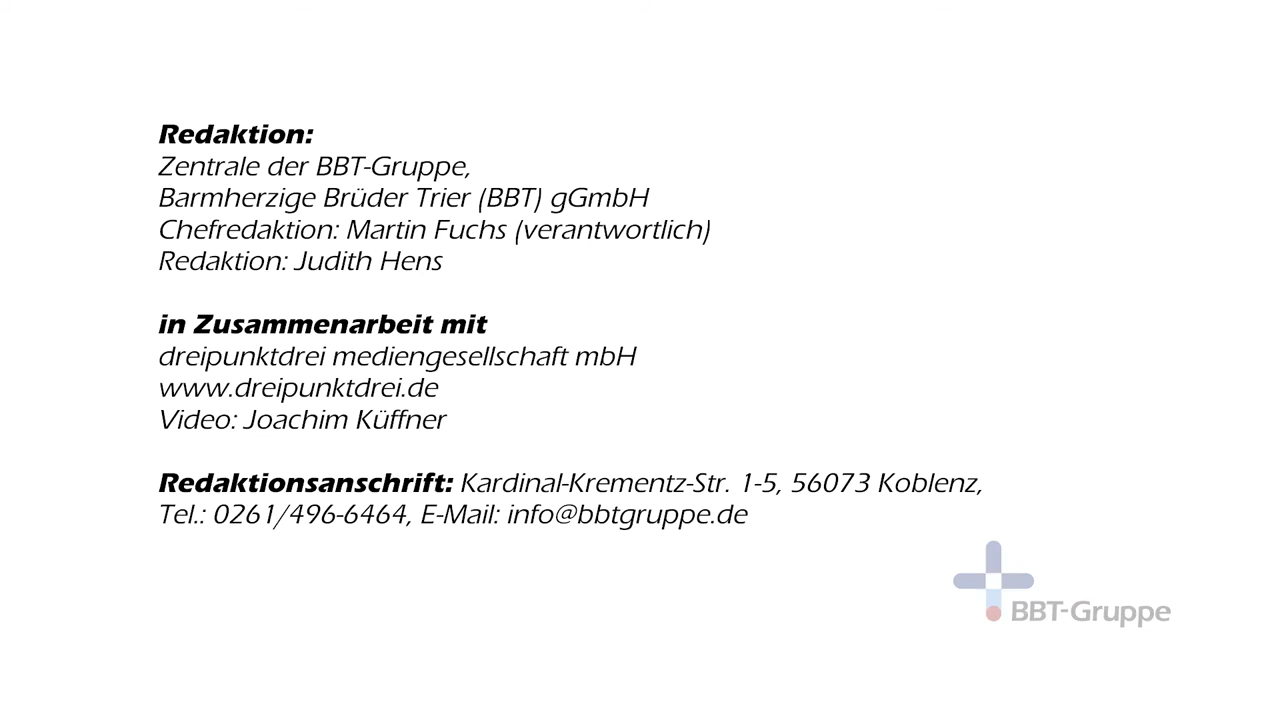 Redaktion:
Zentrale der BBT-Gruppe,
Barmherzige Brüder Trier (BBT) gGmbH
Chefredaktion: Martin Fuchs (verantwortlich)
Redaktion: Judith Hens
in Zusammenarbeit mit
dreipunktdrei mediengesellschaft mbH
www.dreipunktdrei.de
Video: Joachim Küffner
Redaktionsanschrift: Kardinal-Krementz-Str. 1-5, 56073 Koblenz,
Tel.: 0261/496-6464, E-Mail: info@bbtgruppe.de
BBT-Gruppe